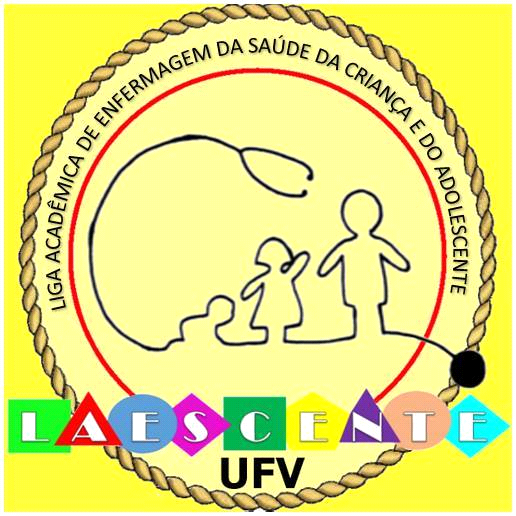 LIGA ACADÊMICA DE ENFERMAGEM DA SAÚDE DA CRIANÇA E DO ADOLESCENTE
LAESCENTE
UFV